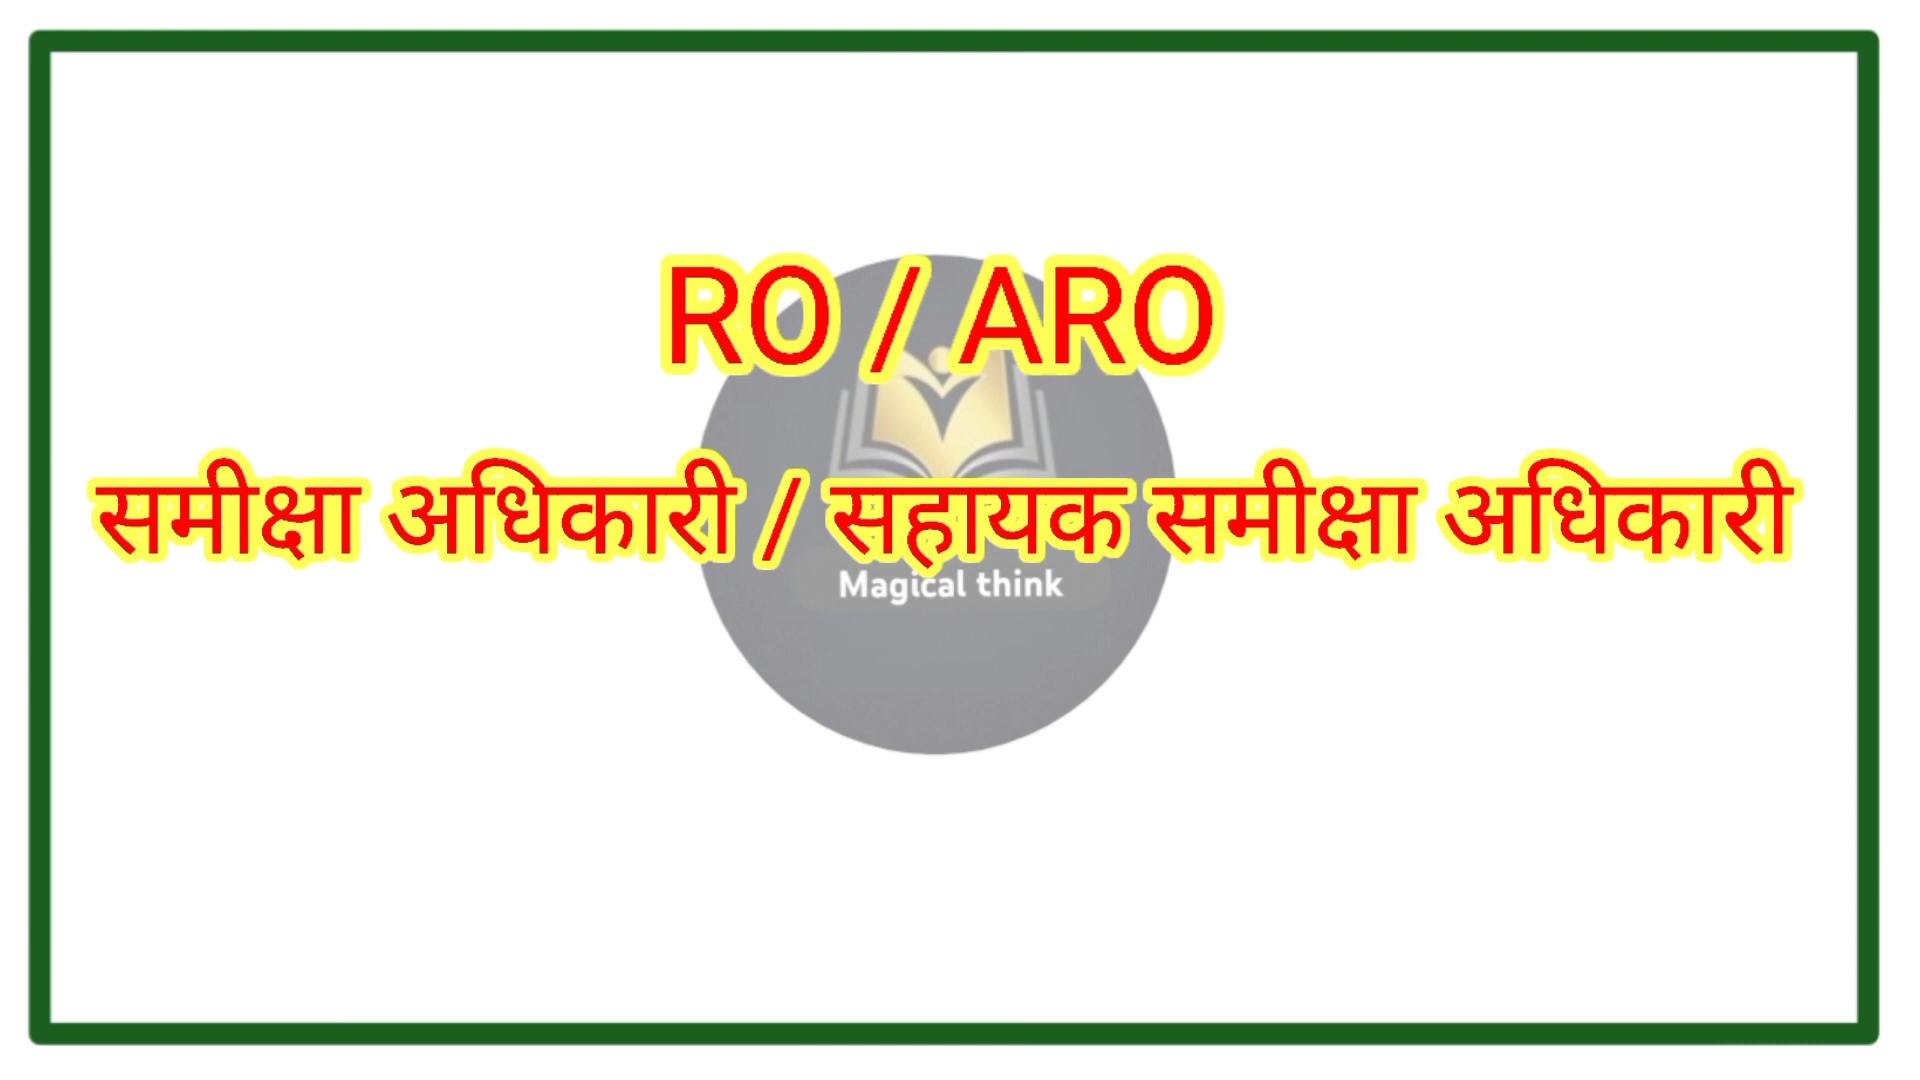 RO / ARO
समीक्षा अधिकारी / सहायक समीक्षा अधिकारी
Magical think